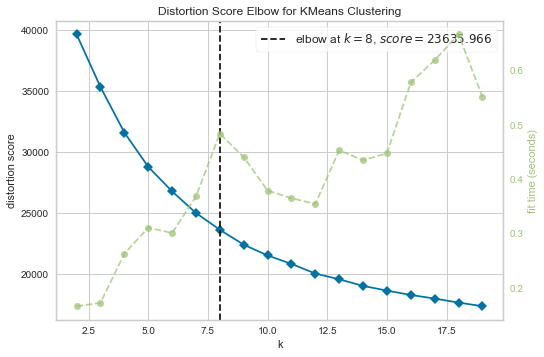 Distortion Score Elbow for KMeans Clustering
elbow at k = 8, score = 23635.966
distortion score
40000
35000
30000
25000
20000
fit time (seconds)
0.6
0.5
0.4
0.3
0.2
2.5 5.0 7.5 10.0 12.5 15.0 17.5
k